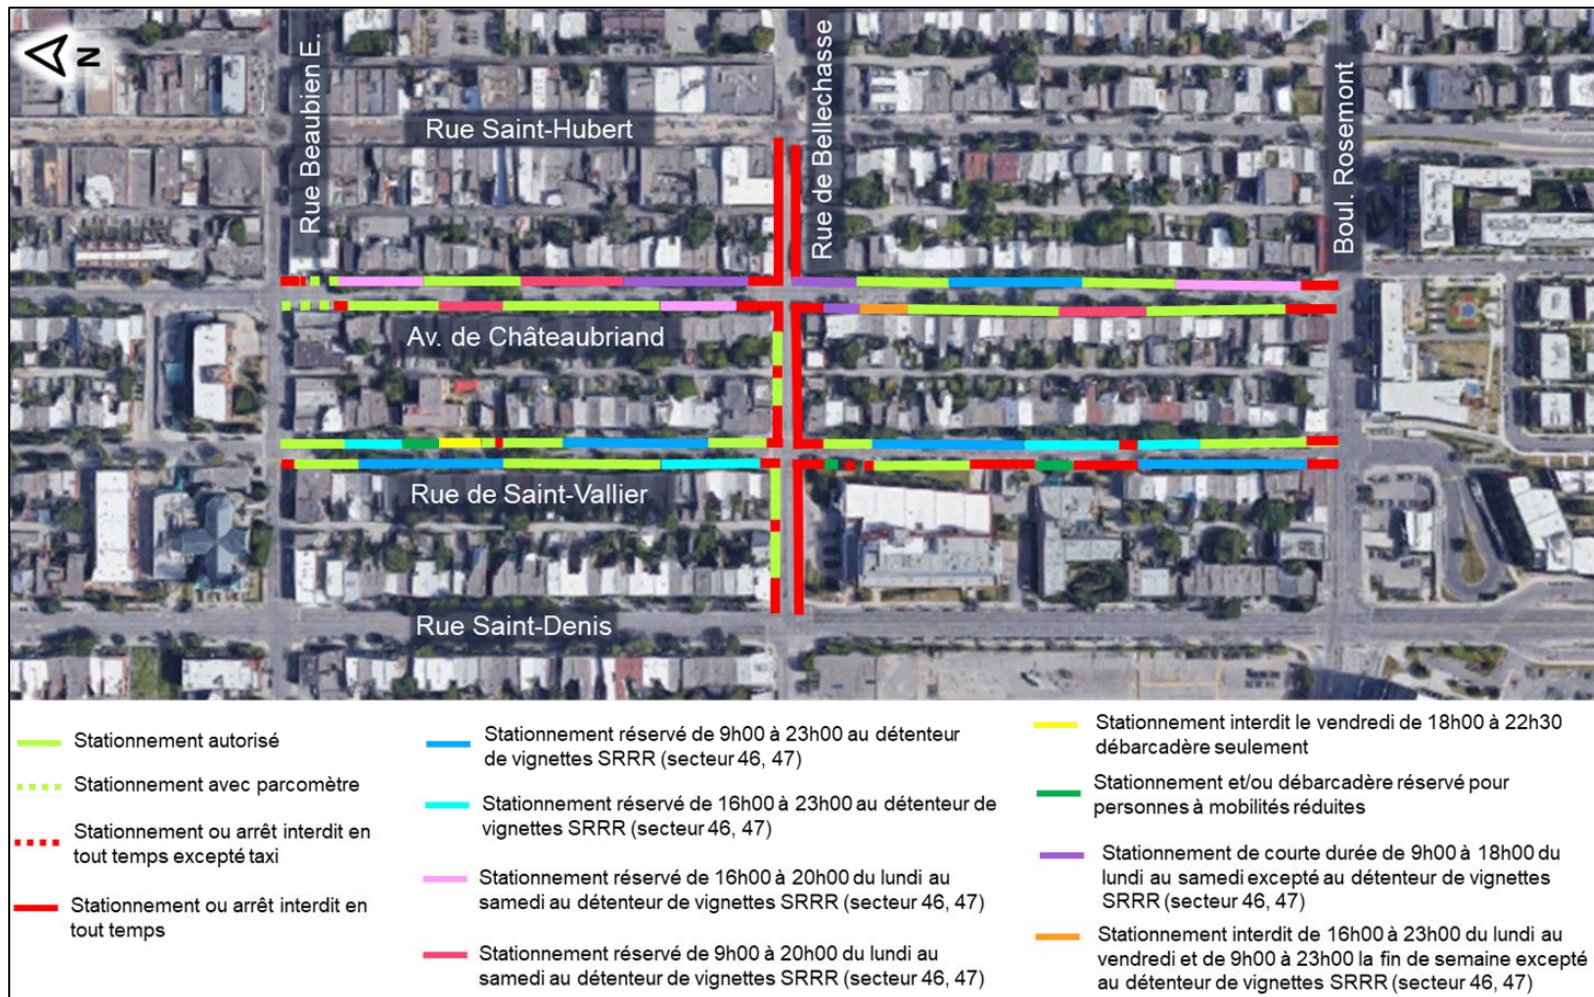 N
Rue Beaubien E.
Rue Saint-Hubert
Rue de Bellechasse
Boul. Rosemont
Av. de Châteaubriand
Rue de Saint-Vallier
Rue Saint-Denis
Stationnement autorisé
Stationnement avec parcomètre
Stationnement ou arrêt interdit en
tout temps excepté taxi
Stationnement ou arrêt interdit en
tout temps
Stationnement réservé de 9h00 à 23h00 au détenteur
de vignettes SRRR (secteur 46, 47)
Stationnement réservé de 16h00 à 23h00 au détenteur de
vignettes SRRR (secteur 46, 47)
Stationnement réservé de 16h00 à 20h00 du lundi au
samedi au détenteur de vignettes SRRR (secteur 46, 47)
Stationnement réservé de 9h00 à 20h00 du lundi au
samedi au détenteur de vignettes SRRR (secteur 46, 47)
Stationnement interdit le vendredi de 18h00 à 22h30
débarcadère seulement
Stationnement et/ou débarcadère réservé pour
personnes à mobilités réduites
Stationnement de courte durée de 9h00 à 18h00 du
lundi au samedi excepté au détenteur de vignettes
SRRR (secteur 46, 47)
Stationnement interdit de 16h00 à 23h00 du lundi au
vendredi et de 9h00 à 23h00 la fin de semaine excepté
au détenteur de vignettes SRRR (secteur 46, 47)